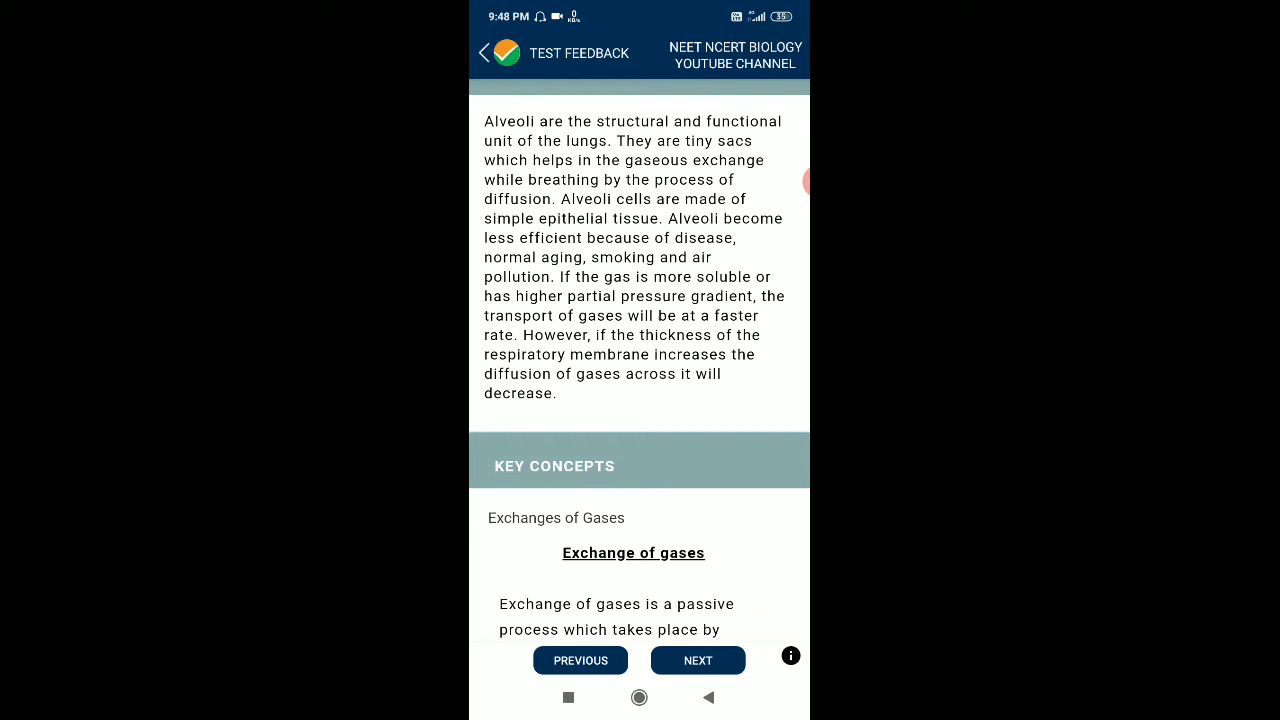 9:48 PM 0 KB/s 4G 35
TEST FEEDBACK
NEET NCERT BIOLOGY
YOUTUBE CHANNEL
Alveoli are the structural and functional
unit of the lungs. They are tiny sacs
which helps in the gaseous exchange
while breathing by the process of
diffusion. Alveoli cells are made of
simple epithelial tissue. Alveoli become
less efficient because of disease,
normal aging, smoking and air
pollution. If the gas is more soluble or
has higher partial pressure gradient, the
transport of gases will be at a faster
rate. However, if the thickness of the
respiratory membrane increases the
diffusion of gases across it will
decrease.
KEY CONCEPTS
Exchanges of Gases
Exchange of gases
Exchange of gases is a passive
process which takes place by
PREVIOUS
NEXT